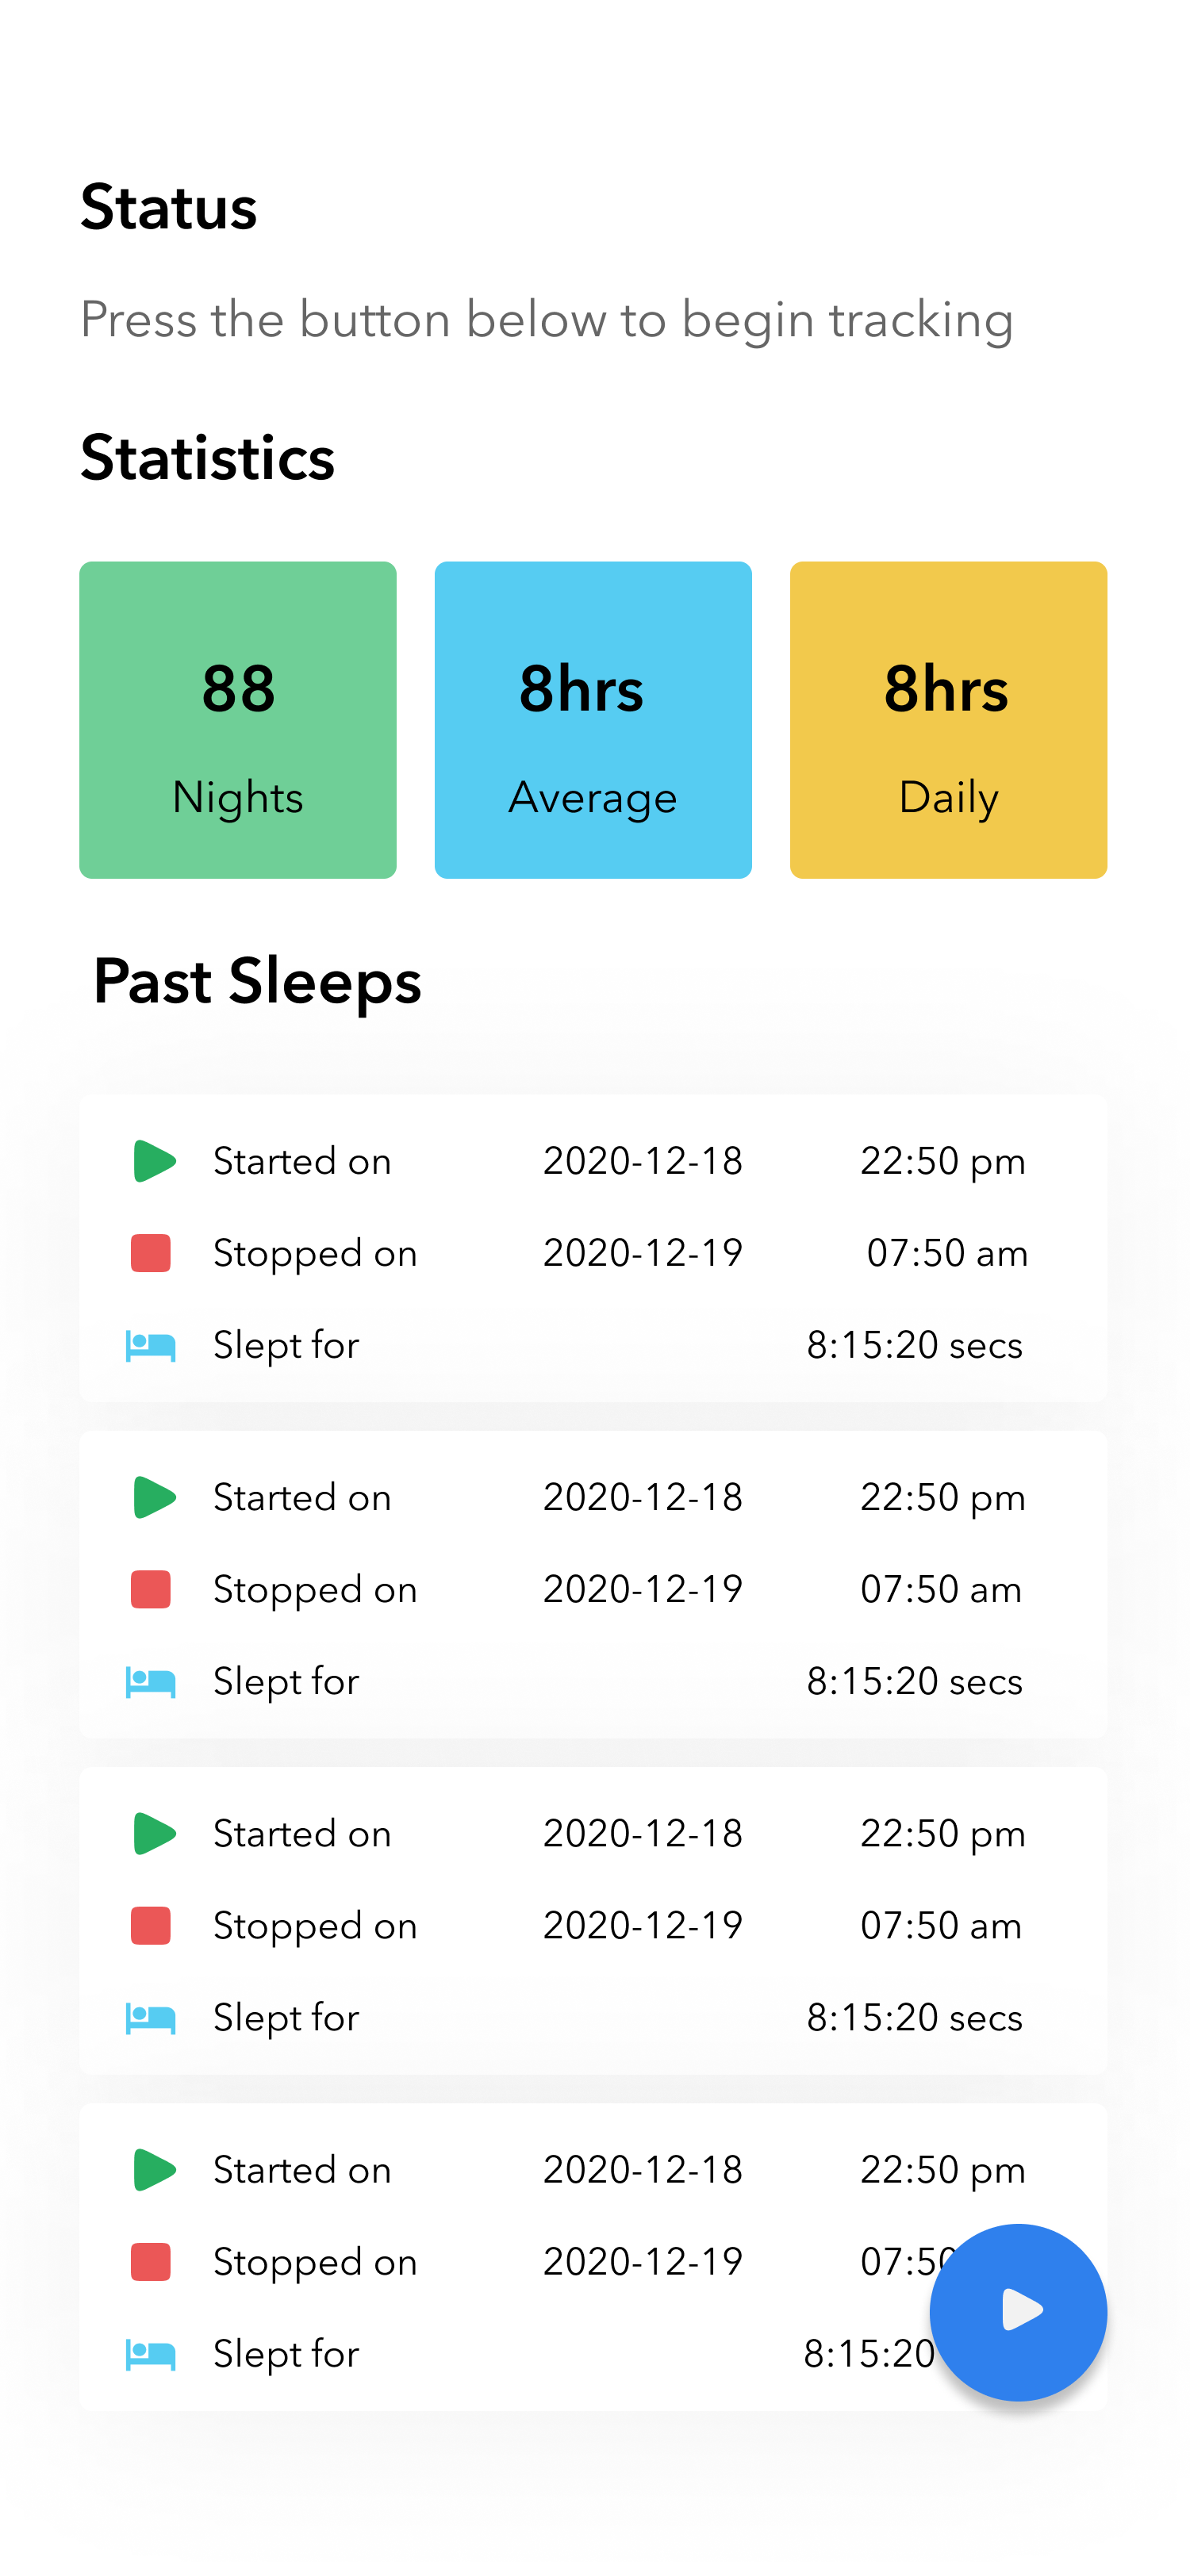 Status
Press the button below to begin tracking
Statistics
88 8hrs 8hrs
Nights Average Daily
Past Sleeps
Started on 2020-12-18 22:50 pm
Stopped on 2020-12-19 07:50 am
Slept for 8:15:20 secs
Started on 2020-12-18 22:50 pm
Stopped on 2020-12-19 07:50 am
Slept for 8:15:20 secs
Started on 2020-12-18 22:50 pm
Stopped on 2020-12-19 07:50 am
Slept for 8:15:20 secs
Started on 2020-12-18 22:50 pm
Stopped on 2020-12-19 07:50
Slept for 8:15:20